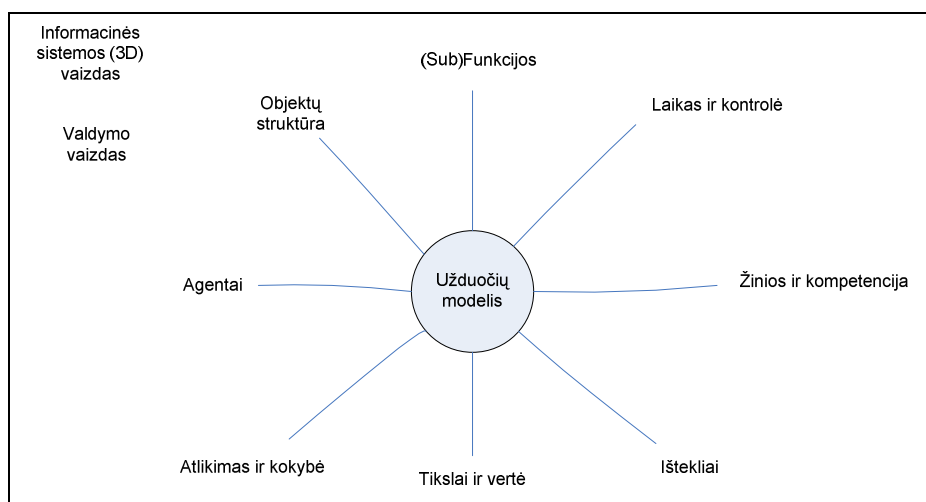 Informacinės
sistemos (3D)
vaizdas
(Sub)Funkcijos
Objektų
struktūra
Laikas ir kontrolė
Valdymo
vaizdas
Agentai
Užduočių
modelis
Žinios ir kompetencija
Atlikimas ir kokybė
Tikslai ir vertė
Ištekliai